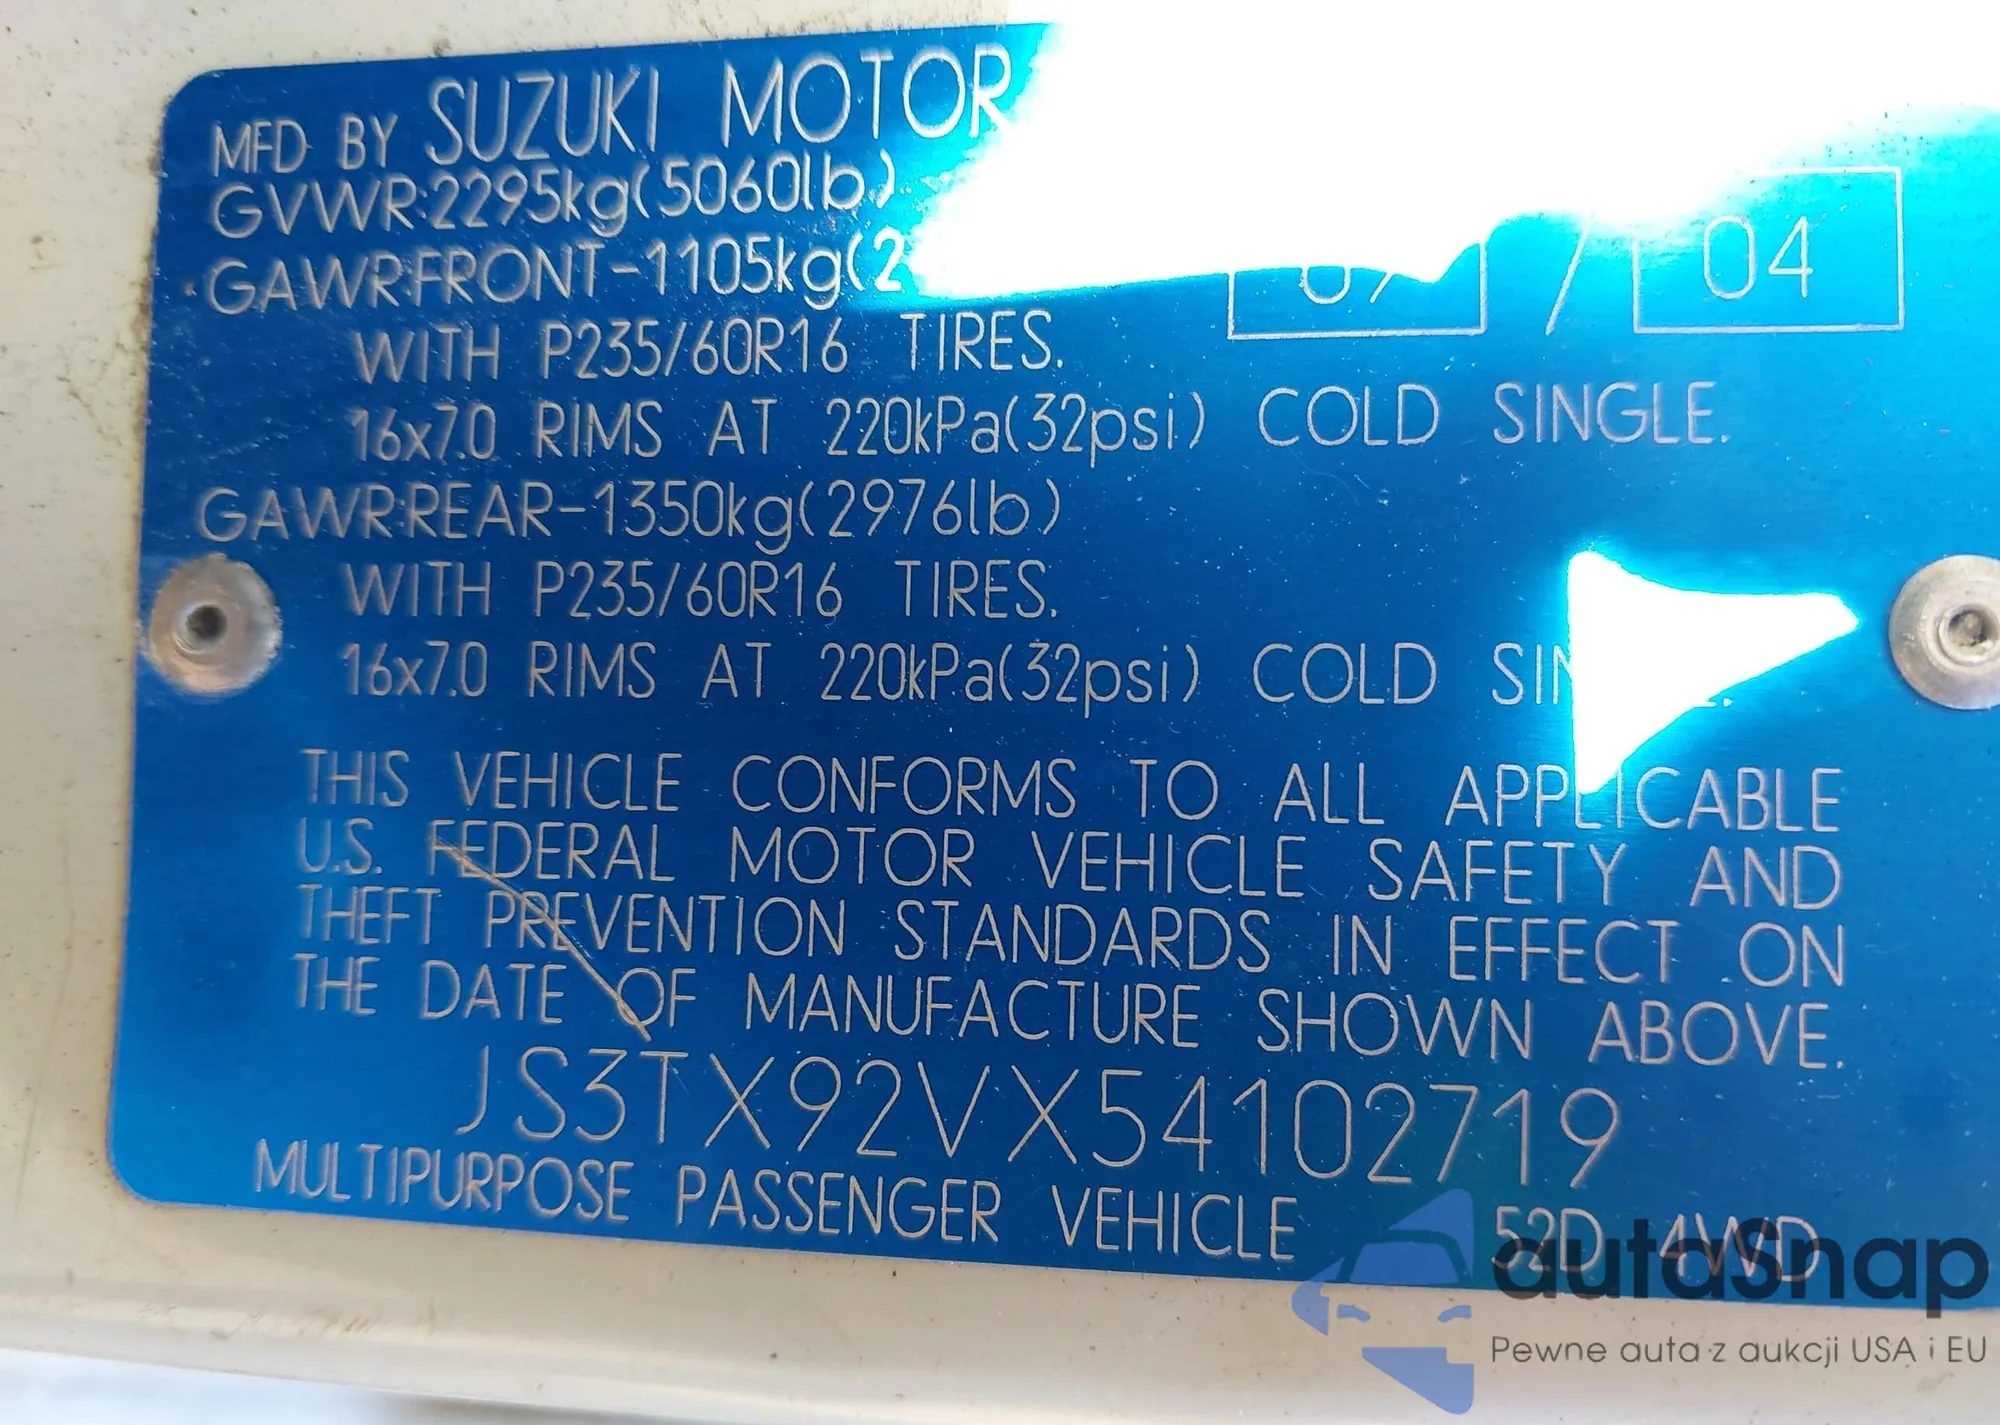 MFD BY SUZUKI MOTOR
GVWR:2295kg(5060lb)
GAWR:FRONT-1105kg(2
/ 04
WITH P235/60R16 TIRES.
16x7.0 RIMS AT 220kPa(32psi) COLD SINGLE.
GAWR:REAR-1350kg(2976lb)
WITH P235/60R16 TIRES.
16x7.0 RIMS AT 220kPa(32psi) COLD
THIS VEHICLE CONFORMS TO ALL APPLICABLE
U.S. FEDERAL MOTOR VEHICLE SAFETY AND
THEFT PREVENTION STANDARDS IN EFFECT ON
THE DATE OF MANUFACTURE SHOWN ABOVE.
JS3TX92VX54102719
MULTIPURPOSE PASSENGER VEHICLE 52D 4WD
autaSnap
Pewne auta z aukcji USA i EU